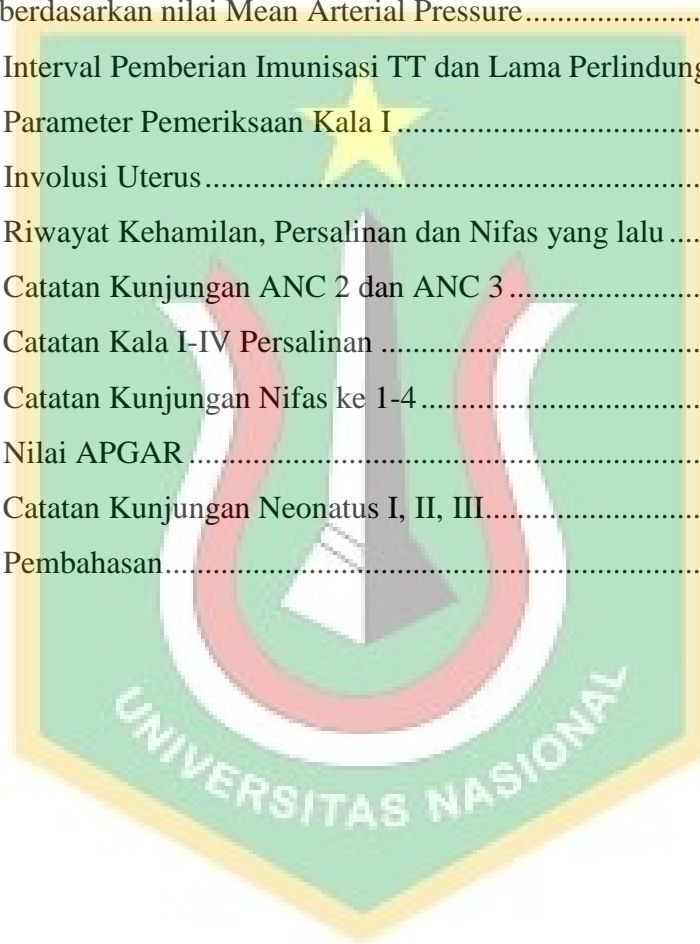 berdasarkan nilai Mean Arterial Pressure..............................
Interval Pemberian Imunisasi TT dan Lama
Parameter Pemeriksaan Kala I.......................................
Involusi Uterus...............................................................
Riwayat Kehamilan, Persalinan dan Nifas yang lalu....
Catatan Kunjungan ANC 2 dan ANC 3........................
Catatan Kala I-IV Persalinan ........................................
Catatan Kunjungan Nifas ke 1-4...................................
Nilai APGAR................................................................
Catatan Kunjungan Neonatus I, II, III...........................
Pembahasan...................................................................
UNIVERSITAS NASIONAL